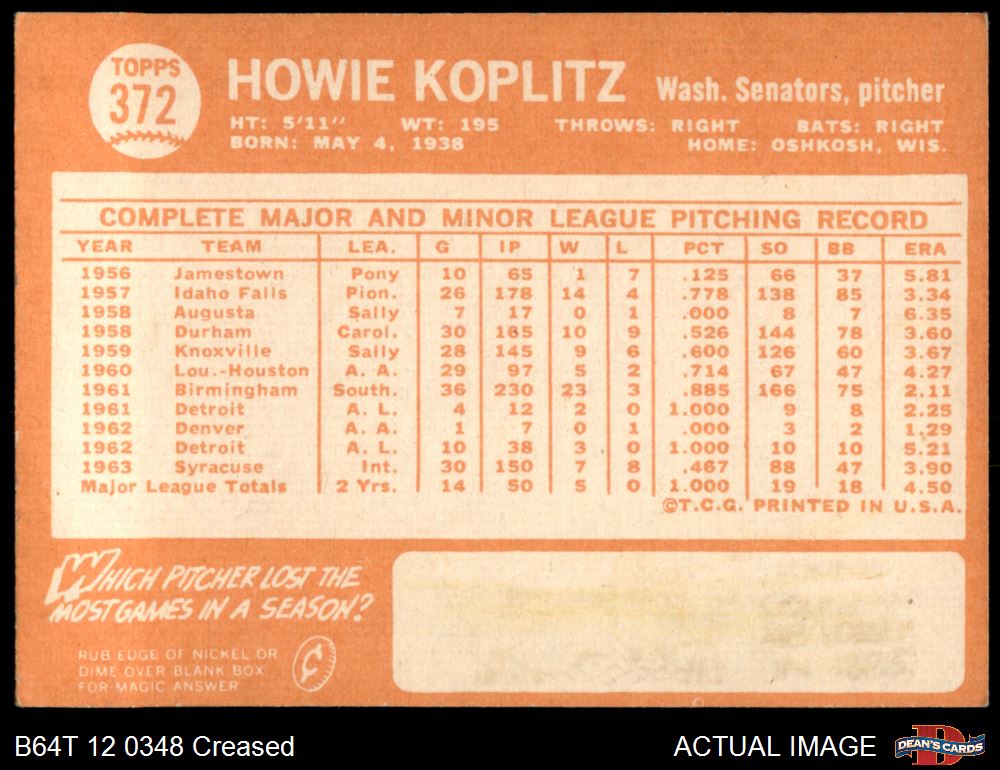 TOPPS
372
HOWIE KOPLITZ Wash. Senators, pitcher
HT: 5'11" WT: 195 THROWS: RIGHT BATS: RIGHT
BORN: MAY 4, 1938 HOME: OSHKOSH, WIS.
COMPLETE MAJOR AND MINOR LEAGUE PITCHING RECORD
YEAR TEAM LEA. G IP W L PCT SO BB ERA
1956 Jamestown Pony 10 65 1 7 .125 66 37 5.81
1957 Idaho Falls Pion. 26 178 14 4 .778 138 85 3.34
1958 Augusta Sally 7 17 0 1 .000 8 7 6.35
1958 Durham Carol. 30 165 10 9 .526 144 78 3.60
1959 Knoxville Sally 28 145 9 6 .600 126 60 3.67
1960 Lou.-Houston A. A. 29 97 5 2 .714 67 47 4.27
1961 Birmingham South. 36 230 23 3 .885 166 75 2.11
1961 Detroit A. L. 4 12 2 0 1.000 9 8 2.25
1962 Denver A. A. 1 7 0 1 .000 3 2 1.29
1962 Detroit A. L. 10 38 3 0 1.000 10 10 5.21
1963 Syracuse Int. 30 150 7 8 .467 88 47 3.90
Major League Totals 2 Yrs. 14 50 5 0 1.000 19 18 4.50
©T.C.G. PRINTED IN U.S.A.
WHICH PITCHER LOST THE
MOST GAMES IN A SEASON?
RUB EDGE OF NICKEL OR
DIME OVER BLANK BOX
FOR MAGIC ANSWER
B64T 12 0348 Creased ACTUAL IMAGE DEAN'S CARDS